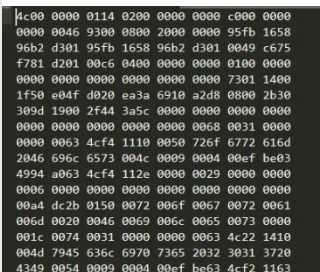 4c00 0000 0114 0200 0000 0000 c000 0000
0000 0046 9300 0800 2000 0000 95fb 1658
96b2 d301 95fb 1658 96b2 d301 0049 c675
f781 d201 00c6 0400 0000 0000 0100 0000
0000 0000 0000 0000 0000 0000 7301 1400
1f50 e04f d020 ea3a 6910 a2d8 0800 2b30
309d 1900 2f44 3a5c 0000 0000 0000 0000
0000 0000 0000 0000 0000 0068 0031 0000
0000 0063 4cf4 1110 0050 726f 6772 616d
2046 696c 6573 004c 0009 0004 00ef be03
4994 a063 4cf4 112e 0000 0029 0000 0000
0006 0000 0000 0000 0000 0000 0000 0000
00a4 dc2b 0150 0072 006f 0067 0072 0061
006d 0020 0046 0069 006c 0065 0073 0000
001c 0074 0031 0000 0000 0063 4c22 1410
004d 7945 636c 6970 7365 2032 3031 3720
4349 0054 0009 0004 00ef be63 4cf2 1163